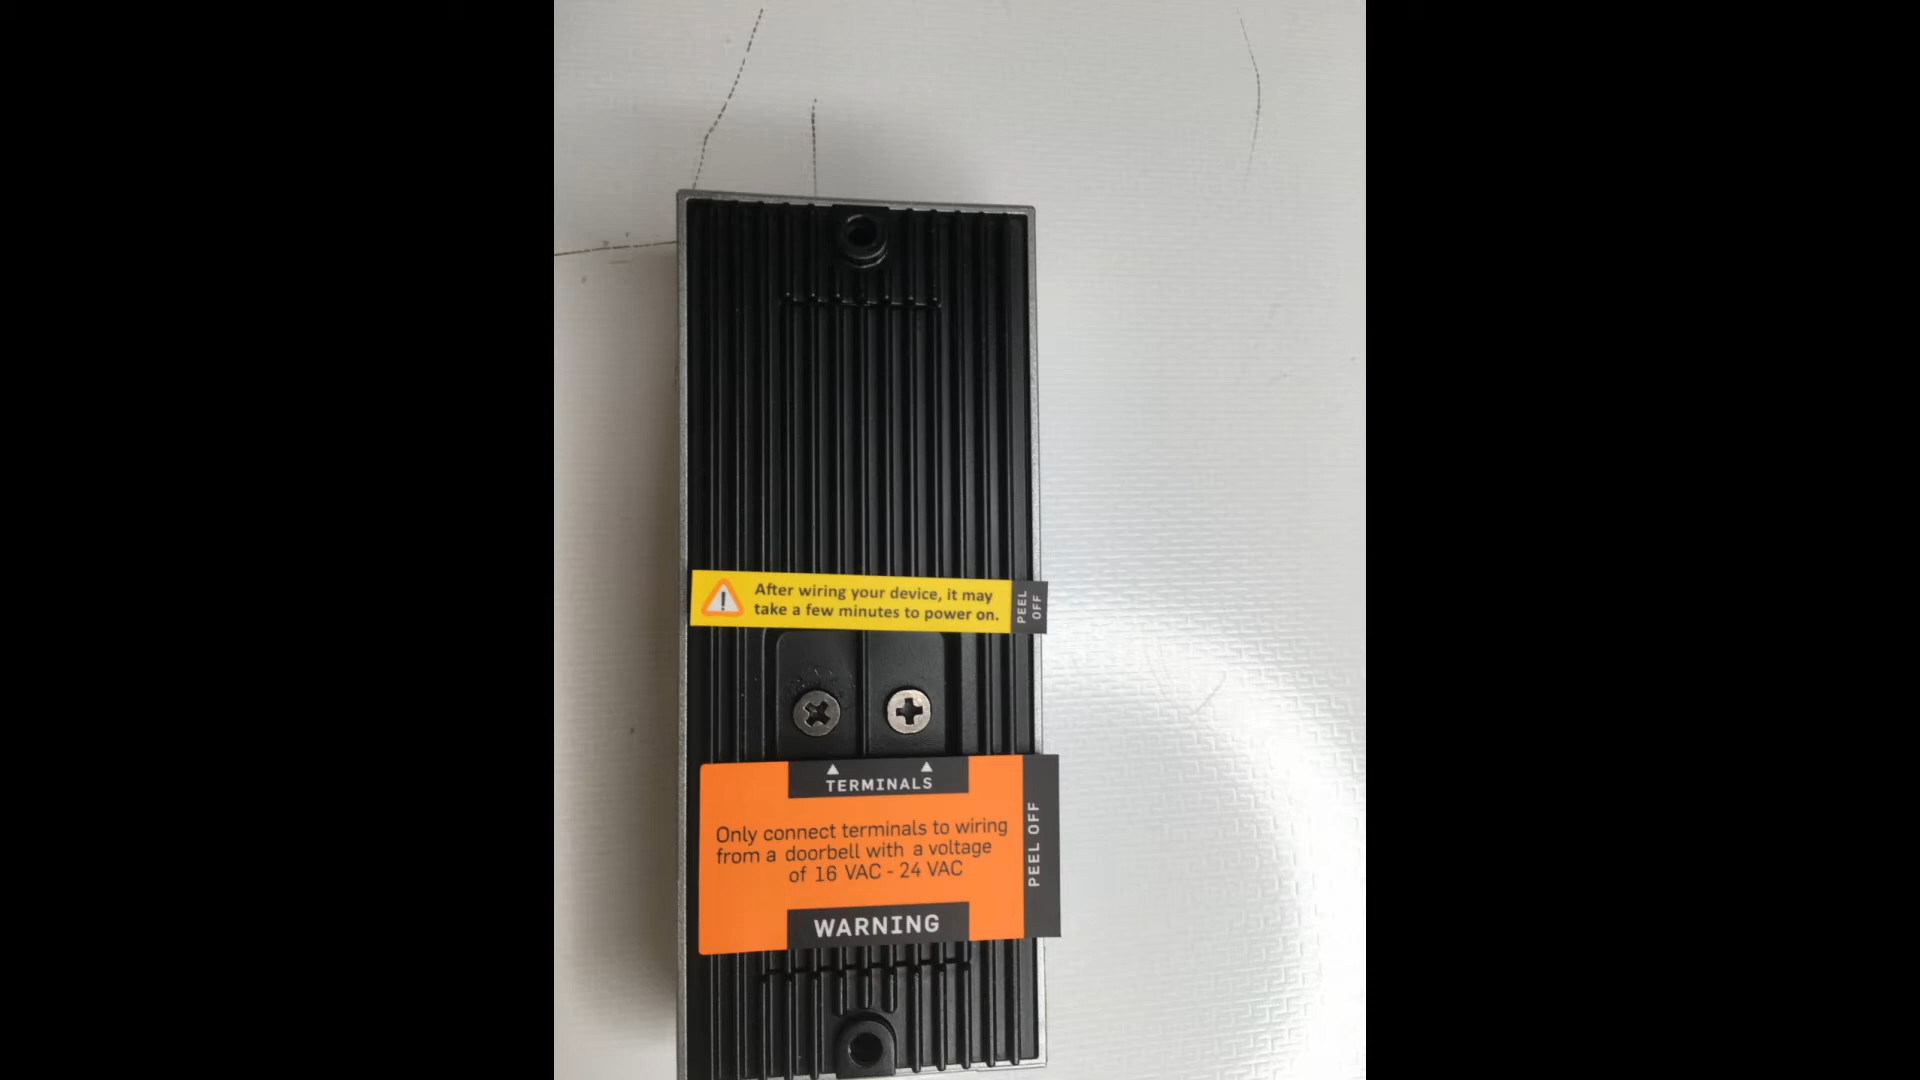 After wiring your device, it may
take a few minutes to power on.
PEEL
OFF
TERMINALS
Only connect terminals to wiring
from a doorbell with a voltage
of 16 VAC - 24 VAC
PEEL OFF
WARNING